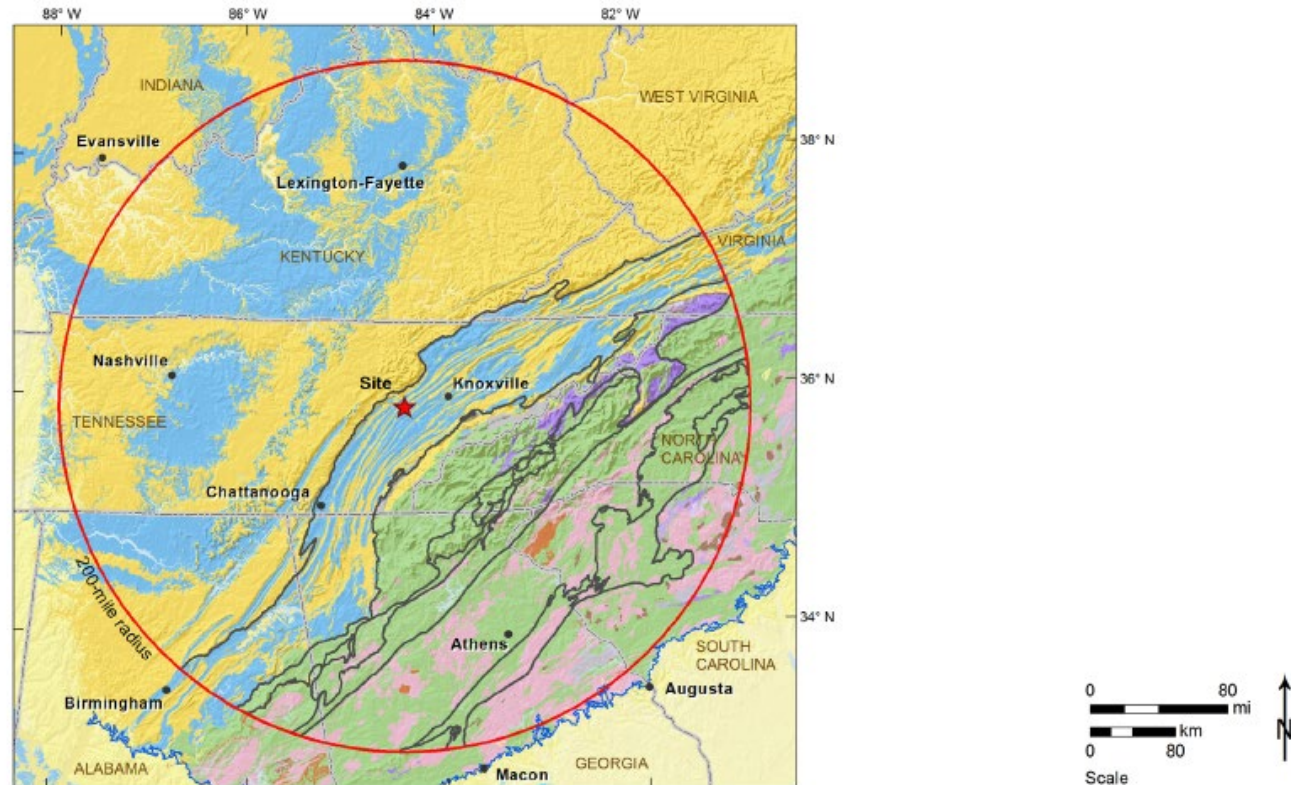 88° W
86° W
84° W
82° W
INDIANA
WEST VIRGINIA
Evansville
38° N
Lexington-Fayette
KENTUCKY
VIRGINIA
Nashville
36° N
Site
Knoxville
TENNESSEE
NORTH
CAROLINA
Chattanooga
200-mile radius
34° N
Athens
SOUTH
CAROLINA
Birmingham
Augusta
ALABAMA
GEORGIA
Macon
0 80
mi
km
0 80
Scale
N